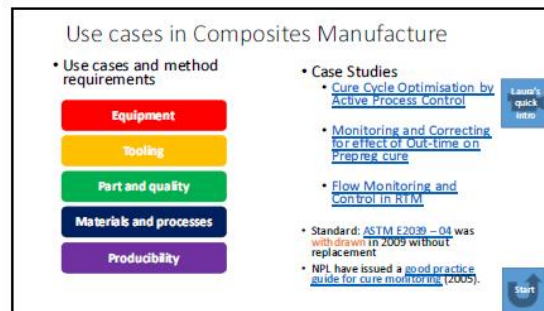 Use cases in Composites Manufacture
• Use cases and method
requirements
Equipment
Tooling
Part and quality
Materials and processes
Producibility
• Case Studies
• Cure Cycle Optimisation by
Active Process Control
• Monitoring and Correcting
for effect of Out-time on
Prepreg cure
• Flow Monitoring and
Control in RTM
• Standard: ASTM E2039 – 04 was
withdrawn in 2009 without
replacement
• NPL have issued a good practice
guide for cure monitoring (2005).
Laura's
quick
intro
Start